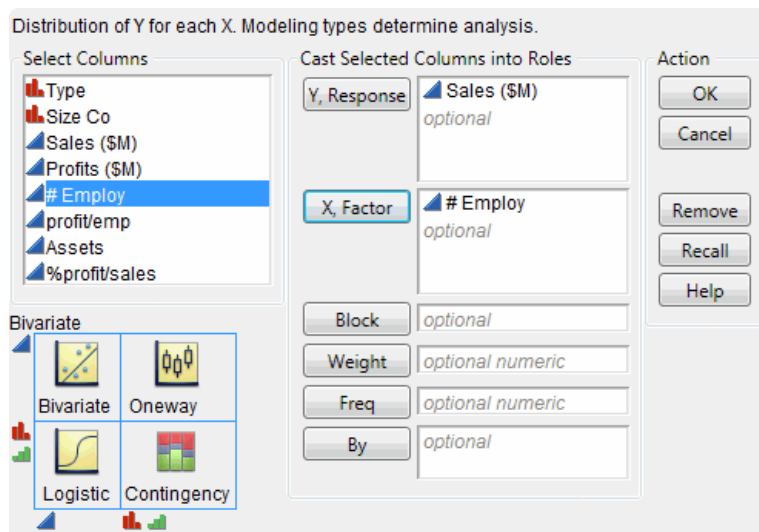 Distribution of Y for each X. Modeling types determine analysis.
Select Columns
Type
Size Co
Sales ($M)
Profits ($M)
# Employ
profit/emp
Assets
%profit/sales
Cast Selected Columns into Roles
Y, Response
Sales ($M)
optional
X, Factor
# Employ
optional
Block
optional
Weight
optional numeric
Freq
optional numeric
By
optional
Action
OK
Cancel
Remove
Recall
Help
Bivariate
Bivariate
Oneway
Logistic
Contingency